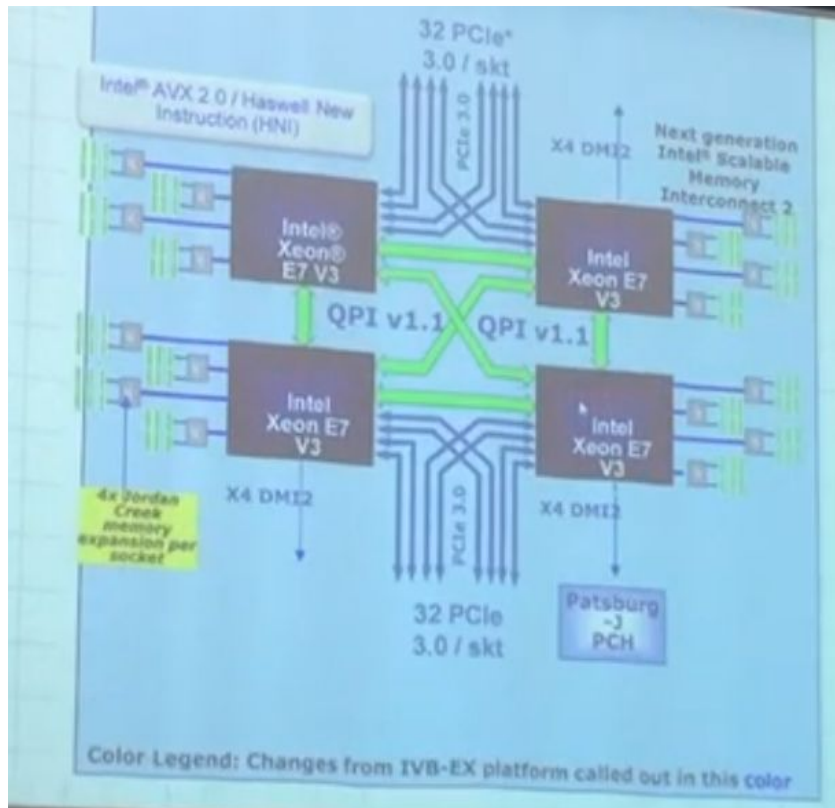 32 PCIe*
3.0 / skt
Intel® AVX 2.0 / Haswell New
Instruction (HNI)
PCIe 3.0
X4 DMI2
Next generation
Intel® Scalable
Memory
Interconnect 2
Intel®
Xeon®
E7 V3
Intel
Xeon E7
V3
QPI v1.1
QPI v1.1
Intel
Xeon E7
V3
Intel
Xeon E7
V3
4x Jordan
Creek
memory
expansion per
socket
X4 DMI2
PCIe 3.0
X4 DMI2
32 PCIe
3.0 / skt
Patsburg
-J
PCH
Color Legend: Changes from IVB-EX platform called out in this color